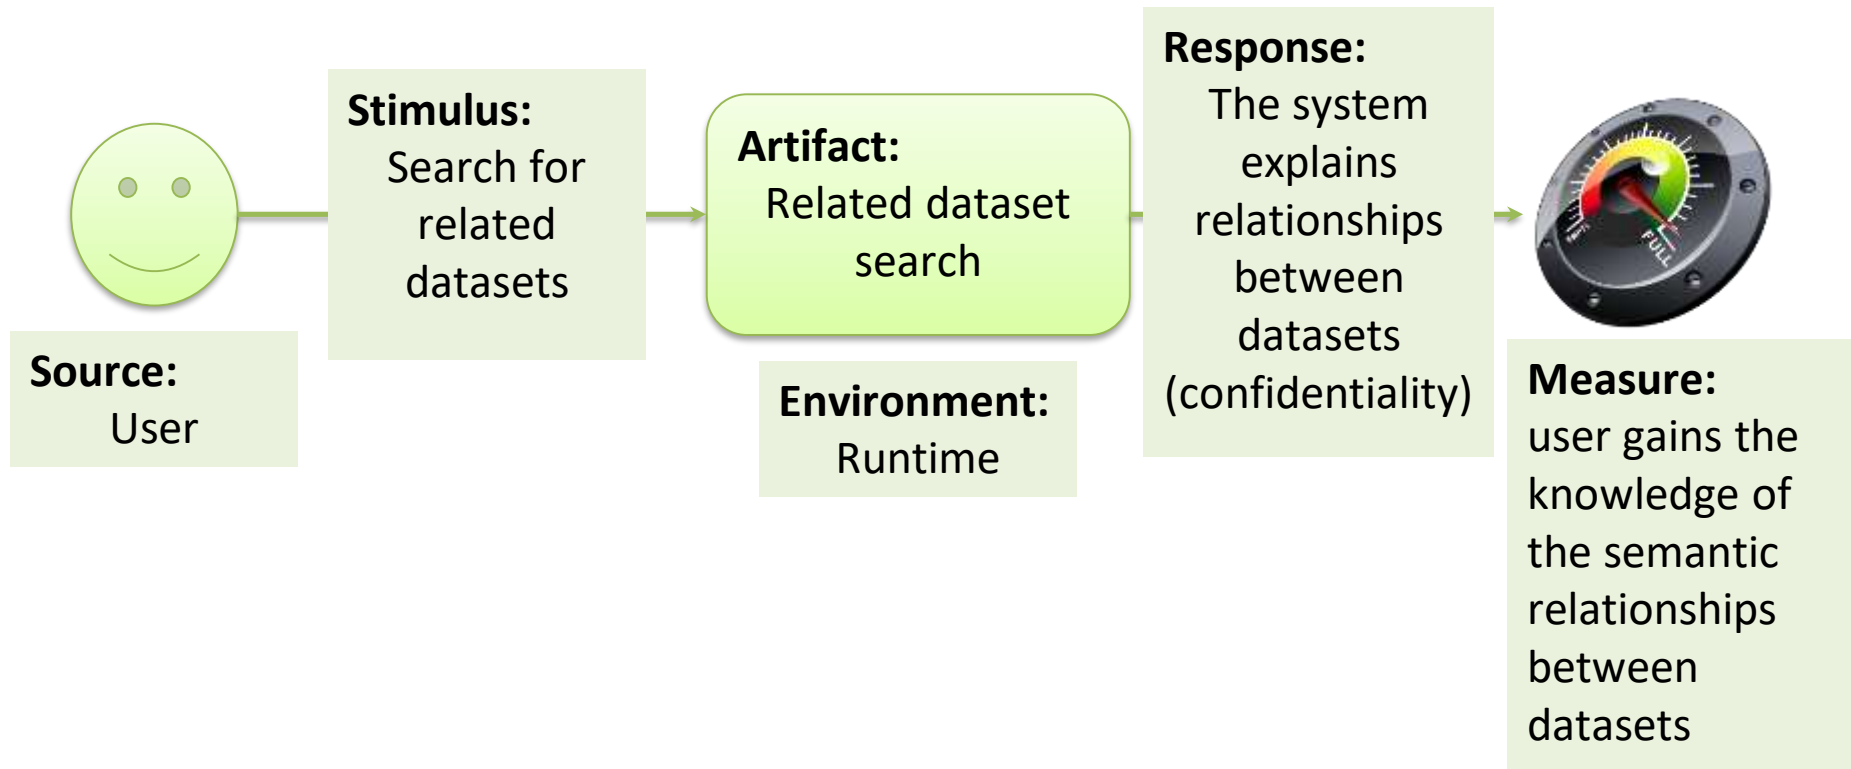 Source:
User
Stimulus:
Search for
related
datasets
Artifact:
Related dataset
search
Environment:
Runtime
Response:
The system
explains
relationships
between
datasets
(confidentiality)
FULL
Measure:
user gains the
knowledge of
the semantic
relationships
between
datasets